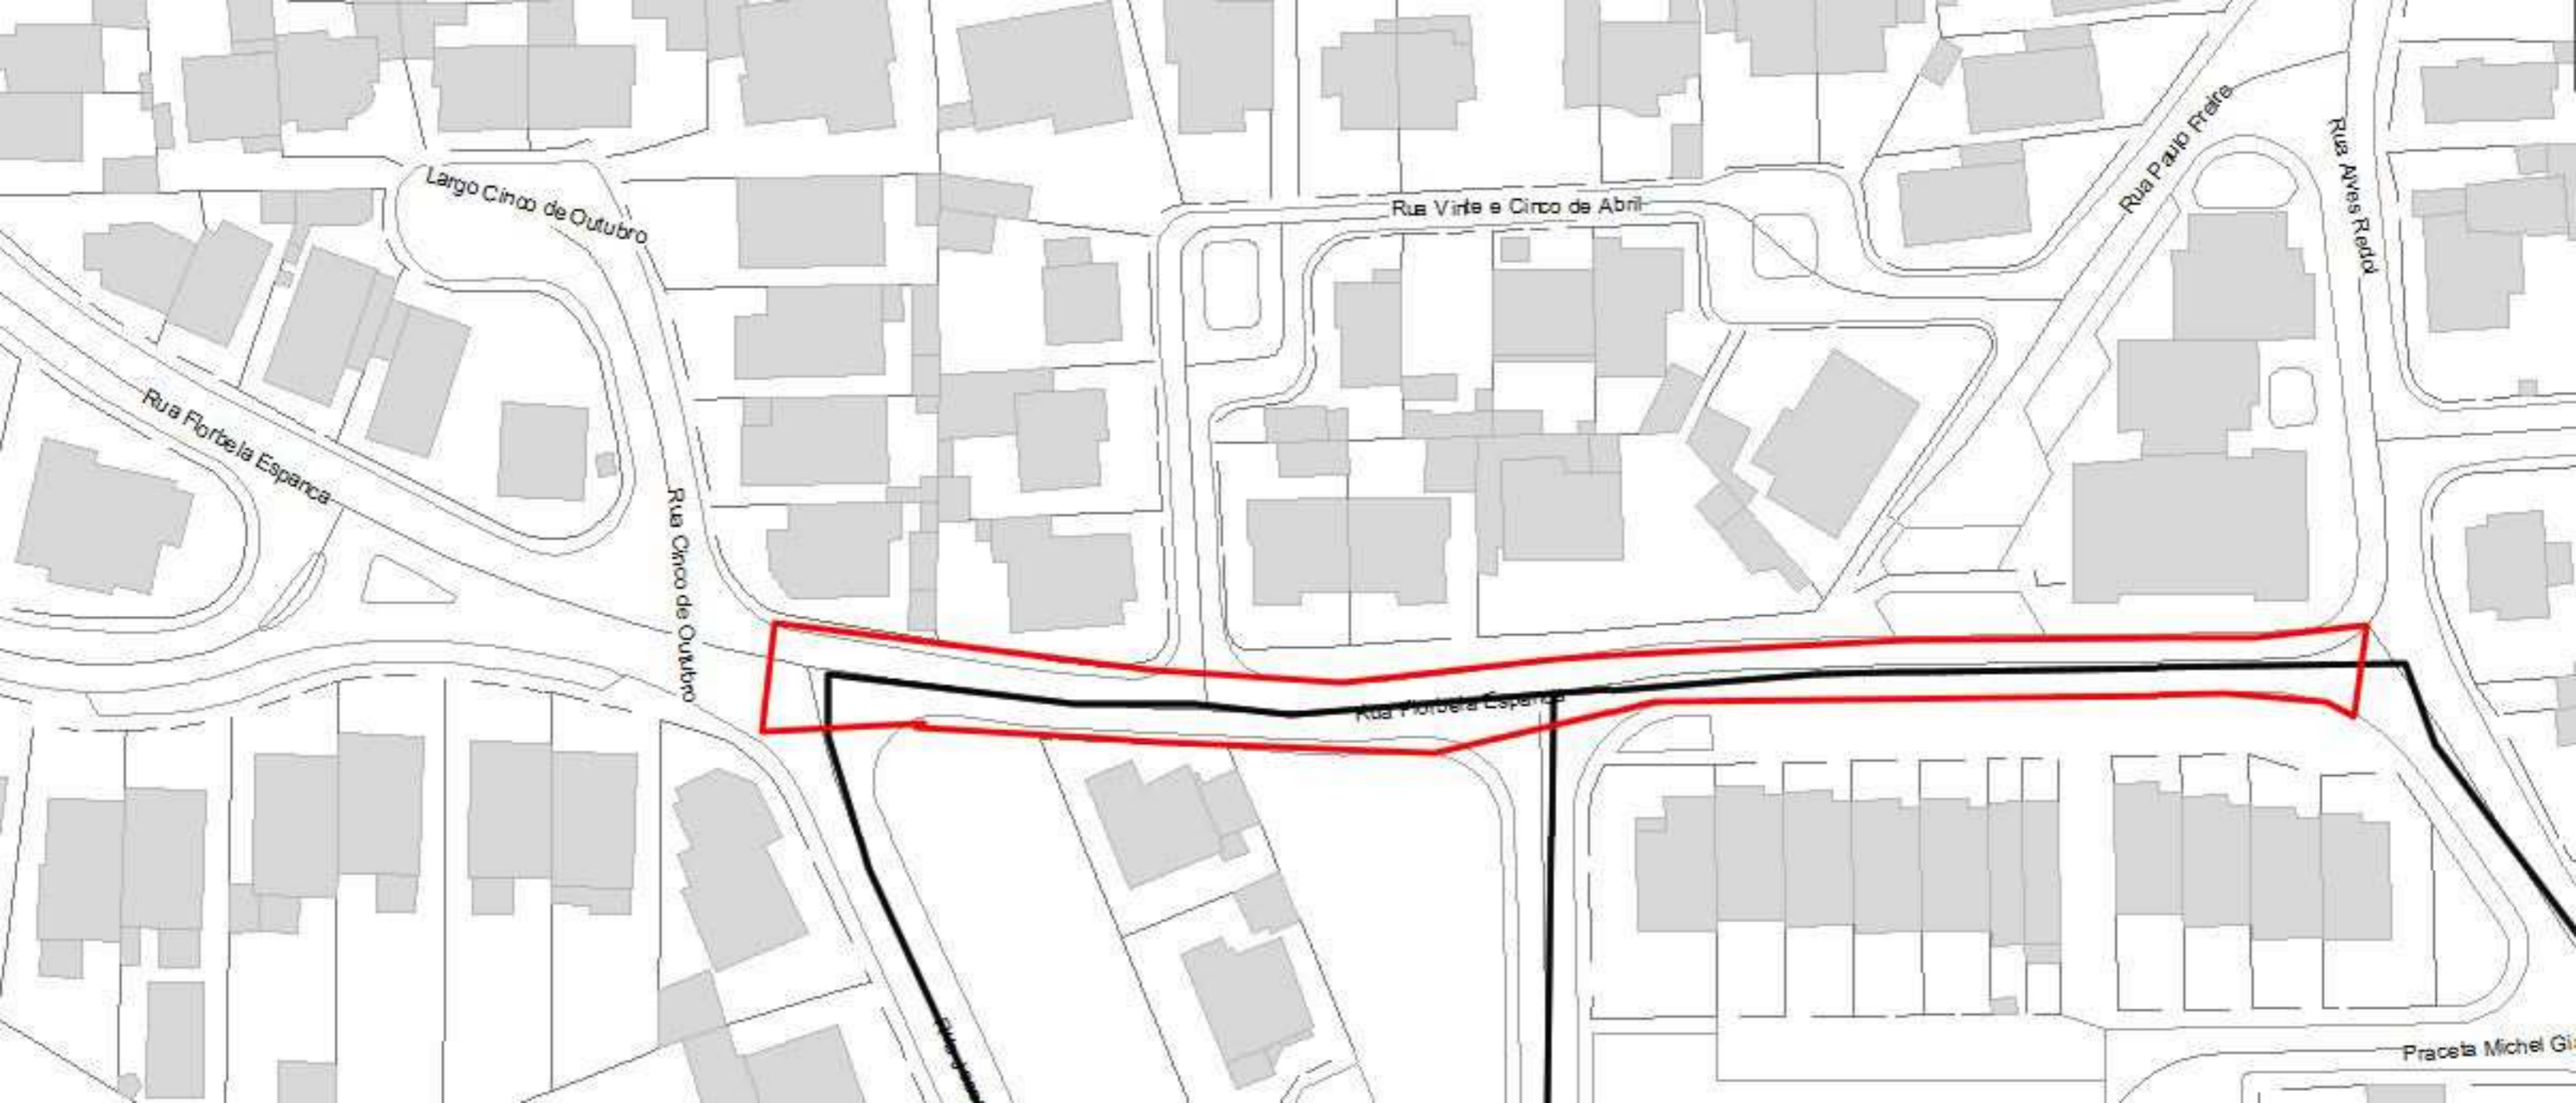 Rua Paulo Freire
Rua Alves Redol
Largo Cinco de Outubro
Rua Vinte e Cinco de Abril
Rua Florbela Espanca
Rua Cinco de Outubro
Rua Florbela Espanca
Praceta Michel Gi